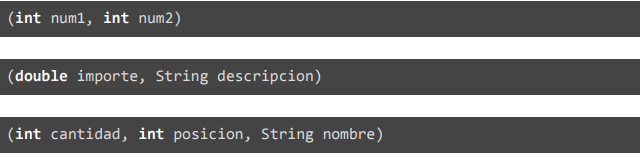 (int num1, int num2)
(double importe, String descripcion)
(int cantidad, int posicion, String nombre)